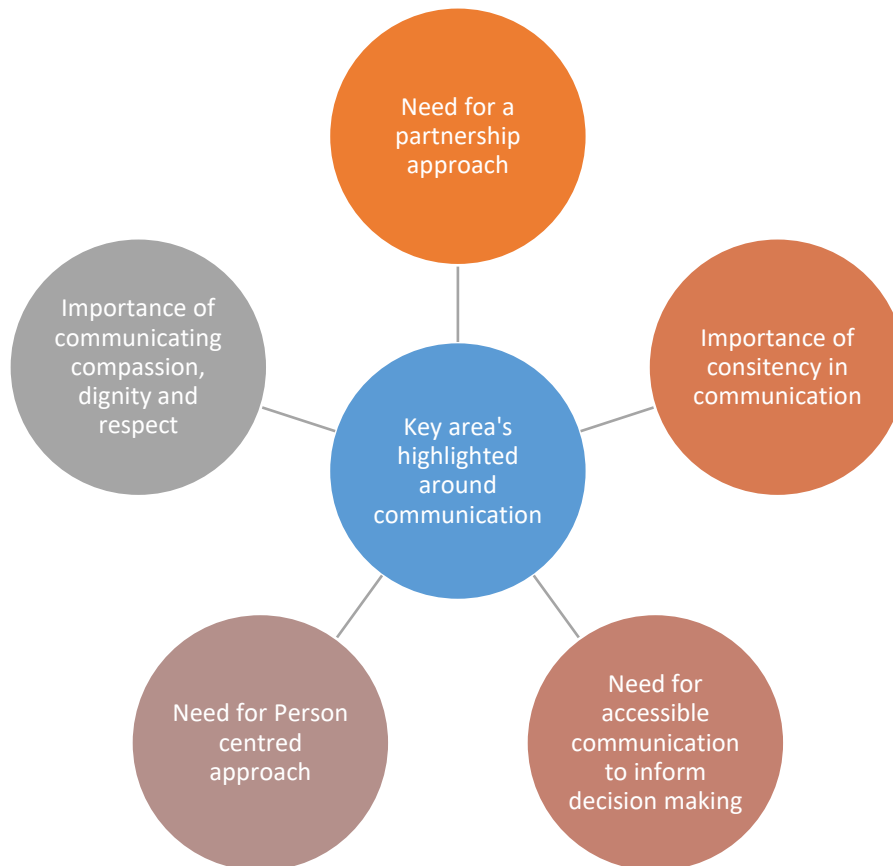 Need for a
partnership
approach
Importance of
communicating
compassion,
dignity and
respect
Importance of
consitency in
communication
Key area's
highlighted
around
communication
Need for Person
centred
approach
Need for
accessible
communication
to inform
decision making